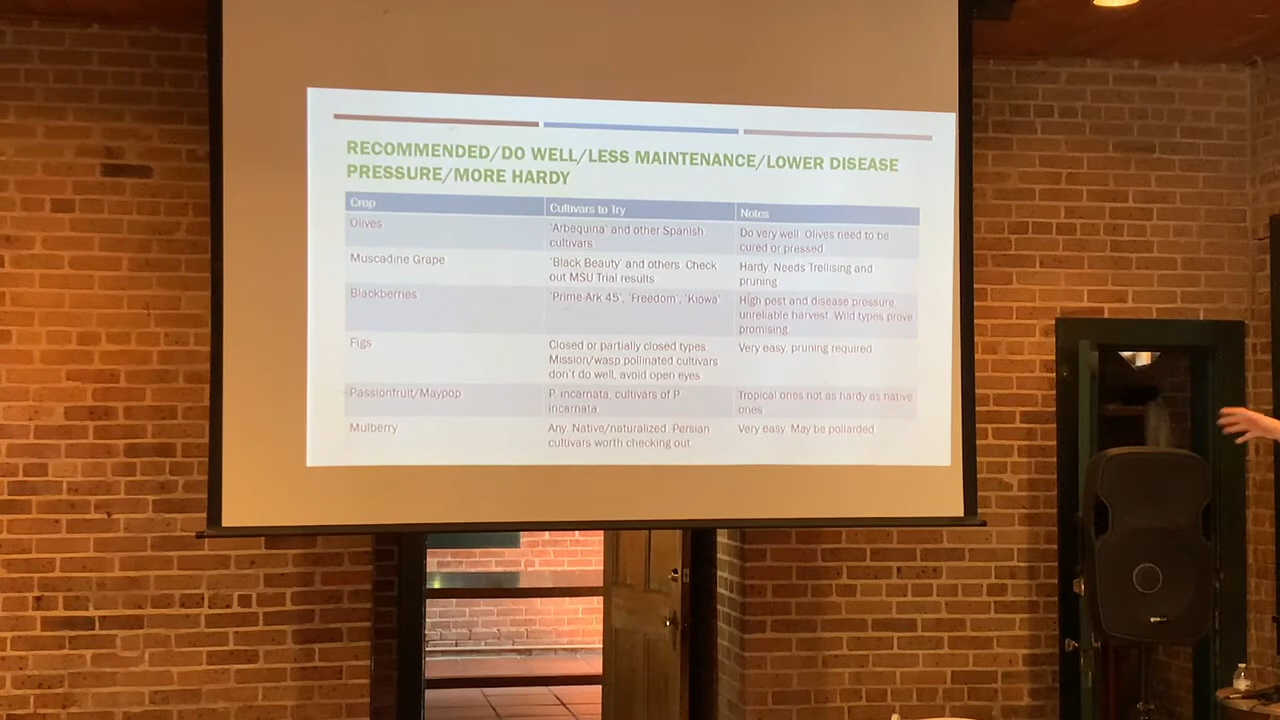 RECOMMENDED/DO WELL/LESS MAINTENANCE/LOWER DISEASE
PRESSURE/MORE HARDY
Crop
Cultivars to Try
Notes
Olives
'Arbequina' and other Spanish
cultivars
Do very well. Olives need to be
cured or pressed
Muscadine Grape
'Black Beauty' and others. Check
out MSU Trial results
Hardy. Needs Trellising and
pruning
Blackberries
'Prime-Ark 45', 'Freedom', 'Kiowa'
High pest and disease pressure,
unreliable harvest. Wild types prove
promising
Figs
Closed or partially closed types.
Mission/wasp pollinated cultivars
don't do well, avoid open eyes
Very easy, pruning required
Passionfruit/Maypop
P. incarnata, cultivars of P.
incarnata
Tropical ones not as hardy as native
ones
Mulberry
Any. Native/naturalized. Persian
cultivars worth checking out
Very easy. May be pollarded.